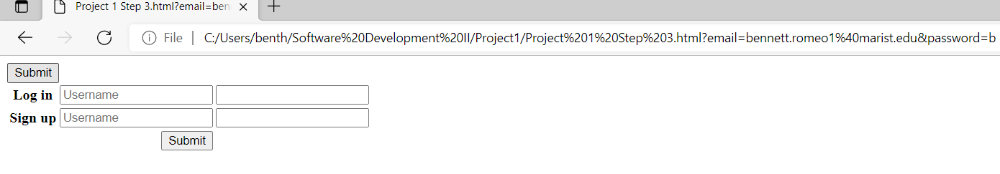 Project 1 Step 3.html?email=ben
File | C:/Users/benth/Software%20Development%20II/Project1/Project%201%20Step%203.html?email=bennett.romeo1%40marist.edu&password=b
Submit
Log in Username
Sign up Username
Submit